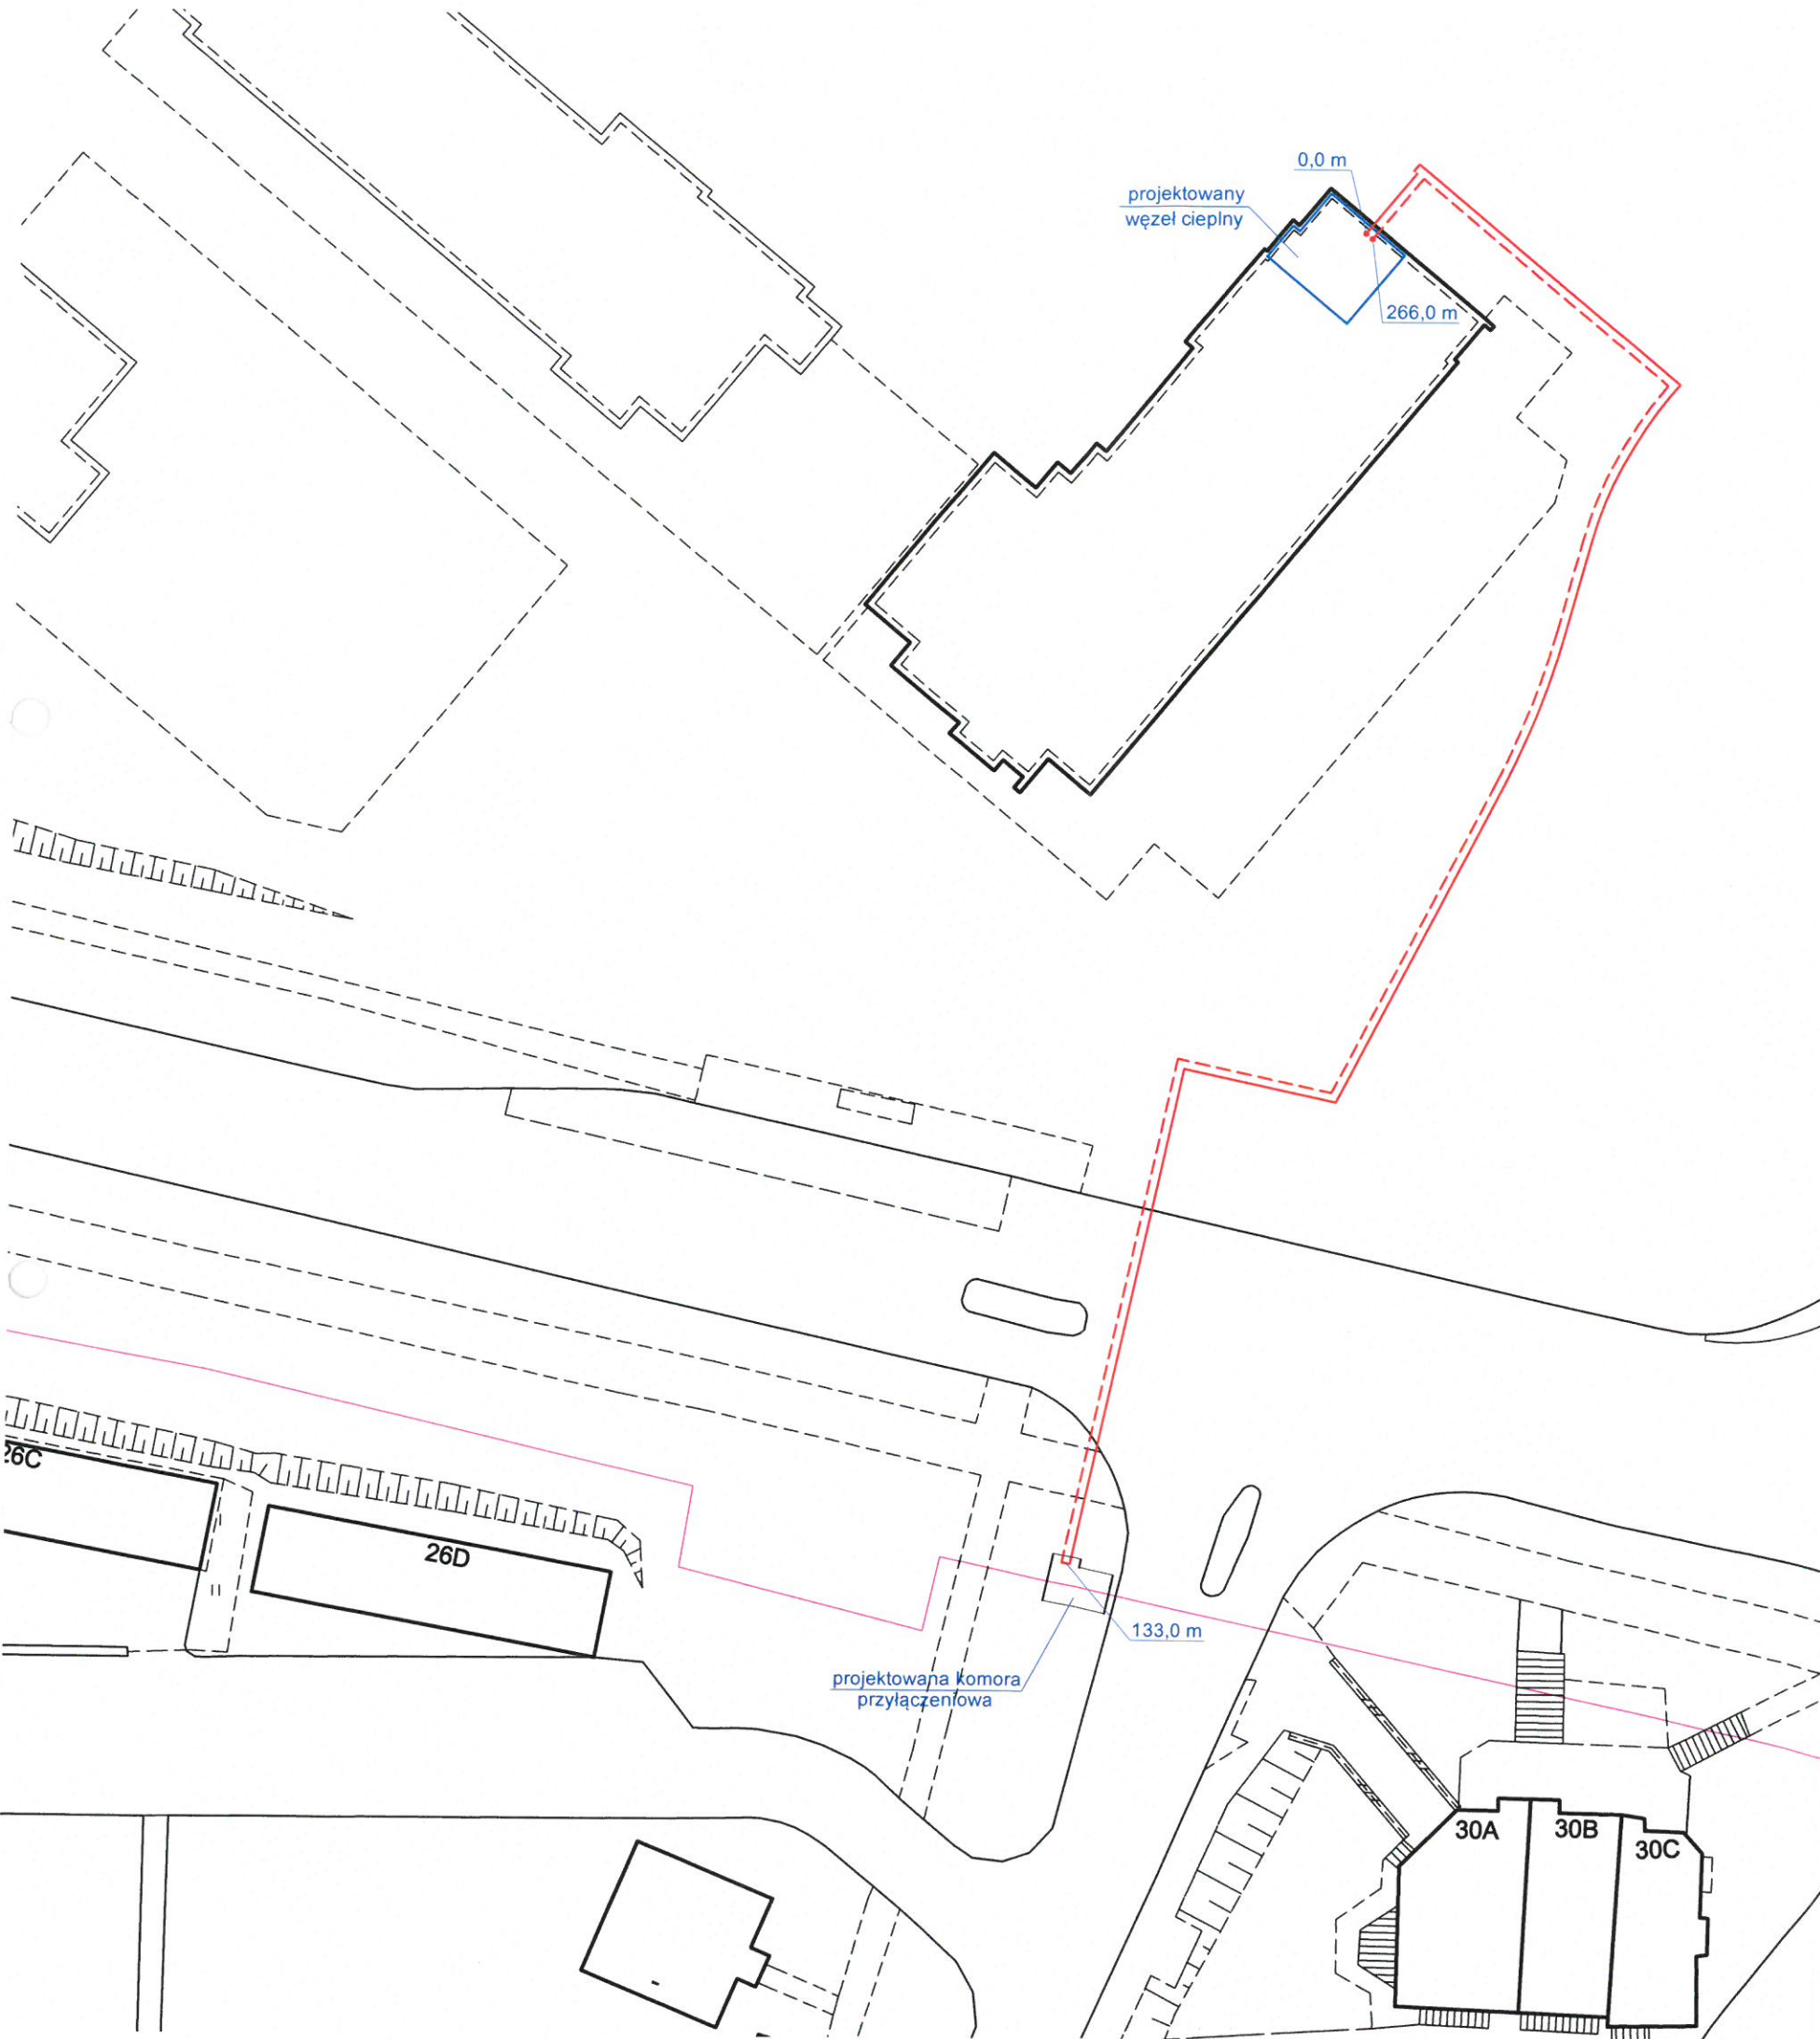 0,0 m
projektowany
węzeł cieplny
266,0 m
26C
26D
133,0 m
projektowana komora
przyłączeniowa
30A
30B
30C